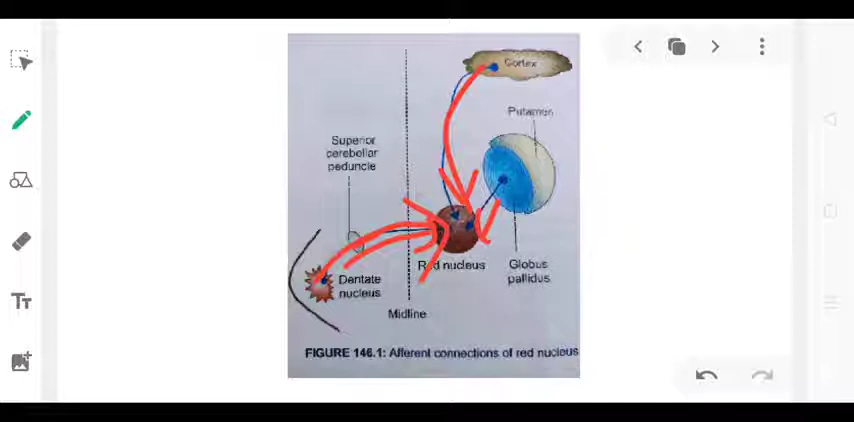 Cortex
Putamen
Superior
cerebellar
peduncle
Red nucleus
Globus
pallidus
Dentate
nucleus
Midline
FIGURE 146.1: Afferent connections of red nucleus
TT